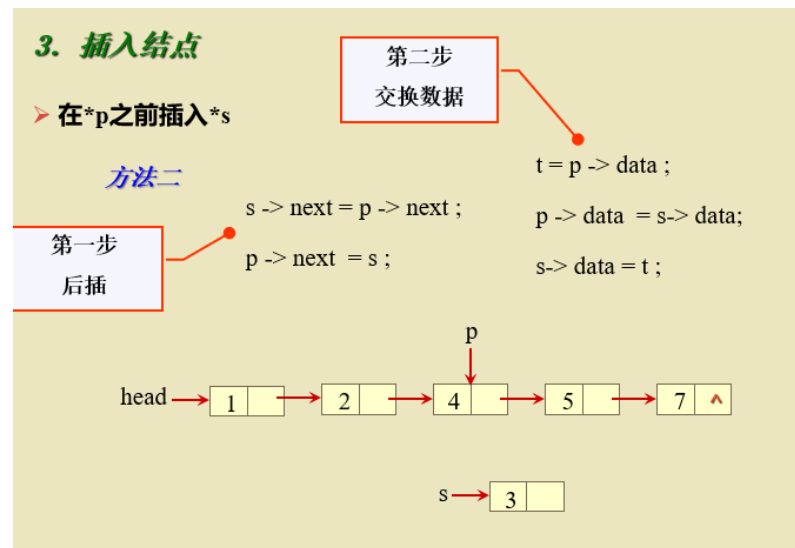 3. 插入结点
第二步
交换数据
➢ 在*p之前插入*s
方法二
t = p -> data ;
s -> next = p -> next ;
p -> data = s-> data;
第一步
后插
p -> next = s ;
s-> data = t ;
p
head 1 2 4 5 7 ^
s 3